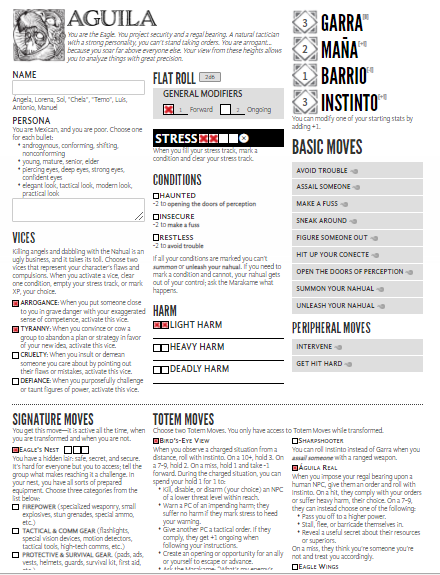 AGUILA
You are the Eagle. You project security and a regal bearing. A natural tactician
with a strong personality, you can't stand taking orders. You are arrogant...
because you soar far above everyone else. Your view from these heights allows
you to analyze things with great precision.
NAME
Ángela, Lorena, Sol, "Chela", "Temo", Luis,
Antonio, Manuel
PERSONA
You are Mexican, and you are poor. Choose one
for each bullet:
• androgynous, conforming, shifting,
nonconforming
• young, mature, senior, elder
• piercing eyes, deep eyes, strong eyes,
confident eyes
• elegant look, tactical look, modern look,
practical look
VICES
Killing angels and dabbling with the Nahual is an
ugly business, and it takes its toll. Choose two
vices that represent your character's flaws and
compulsions. When you activate a vice, clear
one condition, empty your stress track, or mark
XP, your choice.
ARROGANCE: When you put someone close
to you in grave danger with your exaggerated
sense of competence, activate this vice.
TYRANNY: When you convince or cow a
group to abandon a plan or strategy in favor
of your new idea, activate this vice.
CRUELTY: When you insult or demean
someone you care about by pointing out
their flaws or mistakes, activate this vice.
DEFIANCE: When you purposefully challenge
or taunt figures of power, activate this vice.
FLAT ROLL 2d6
GENERAL MODIFIERS
1 Forward 2 Ongoing
STRESS
When you fill your stress track, mark a
condition and clear your stress track.
CONDITIONS
HAUNTED
-2 to opening the doors of perception
INSECURE
-2 to make a fuss
RESTLESS
-2 to avoid trouble
If all your conditions are marked you can't
summon or unleash your nahual. If you need to
mark a condition and cannot, your nahual gets
out of your control; ask the Marakame what
happens.
HARM
LIGHT HARM
HEAVY HARM
DEADLY HARM
3 GARRA
2 MAÑA
1 BARRIO
3 INSTINTO
You can modify one of your starting stats by
adding +1.
BASIC MOVES
AVOID TROUBLE
ASSAIL SOMEONE
MAKE A FUSS
SNEAK AROUND
FIGURE SOMEONE OUT
HIT UP YOUR CONECTE
OPEN THE DOORS OF PERCEPTION
SUMMON YOUR NAHUAL
UNLEASH YOUR NAHUAL
PERIPHERAL MOVES
INTERVENE
GET HIT HARD
SIGNATURE MOVES
You get this move—it is active all the time, when
you are transformed and when you are not.
EAGLE'S NEST
You have a hidden lair: safe, secret, and secure.
It's hard for everyone but you to access; tell the
group what makes reaching it a challenge. In
your nest, you have all sorts of prepared
equipment. Choose three categories from the
list below:
FIREPOWER (specialized weaponry, small
explosives, stun grenades, special ammo,
etc.)
TACTICAL & COMM GEAR (flashlights,
special vision devices, motion detectors,
tactical tools, high-tech comms, etc.)
PROTECTIVE & SURVIVAL GEAR. (pads, ads,
vests, helmets, guards, survival kit, first aid,
etc.)
TOTEM MOVES
Choose two Totem Moves. You only have access to Totem Moves while transformed.
BIRD'S-EYE VIEW
When you observe a charged situation from a
distance, roll with Instinto. On a 10+, hold 3. On
a 7-9, hold 2. On a miss, hold 1 and take -1
forward. During the charged situation, you can
spend your hold 1 for 1 to:
• Kill, disable, or disarm (your choice) an NPC
of a lower threat level within reach.
• Warn a PC of an impending harm; they
suffer no harm if they mark stress to heed
your warning.
• Give another PC a tactical order. If they
comply, they get +1 ongoing when
following your instructions.
• Create an opening or opportunity for an ally
to yourself to escape or advance.
SHARPSHOOTER
You can roll Instinto instead of Garra when you
assail someone with a ranged weapon.
ÁGUILA REAL
When you impose your regal bearing upon a
human NPC, give them an order and roll with
Instinto. On a hit, they comply with your orders
or suffer heavy harm, their choice. On a 7-9,
they can instead choose one of the following:
• Pass you off to a higher power.
• Stall, flee, or barricade themselves in.
• Reveal a useful secret about their resources
or superiors.
On a miss, they think you're someone you're
not and treat you accordingly.
EAGLE WINGS